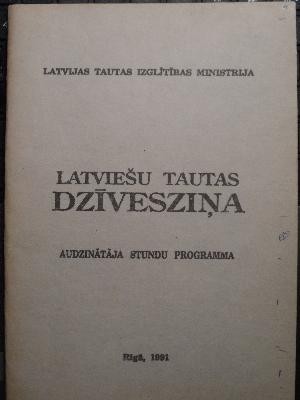 LATVIJAS TAUTAS IZGLĪTĪBAS MINISTRIJA
LATVIEŠU TAUTAS
DZĪVESZIŅA
AUDZINĀTĀJA STUNDU PROGRAMMA
Rīgā, 1991